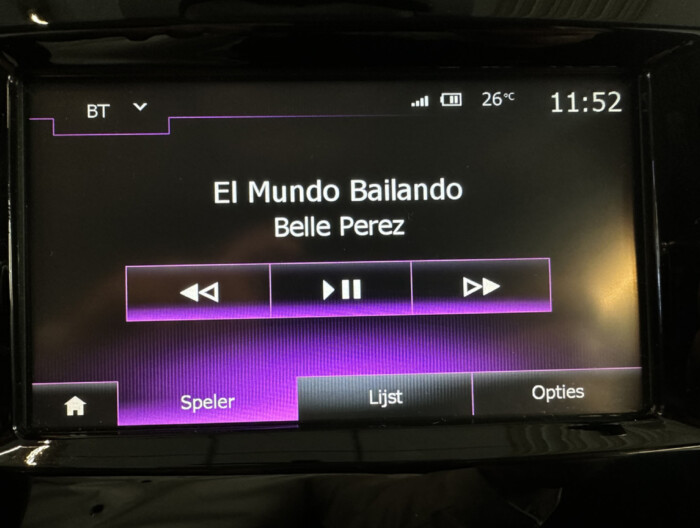 BT
26°C
11:52
El Mundo Bailando
Belle Perez
Speler
Lijst
Opties